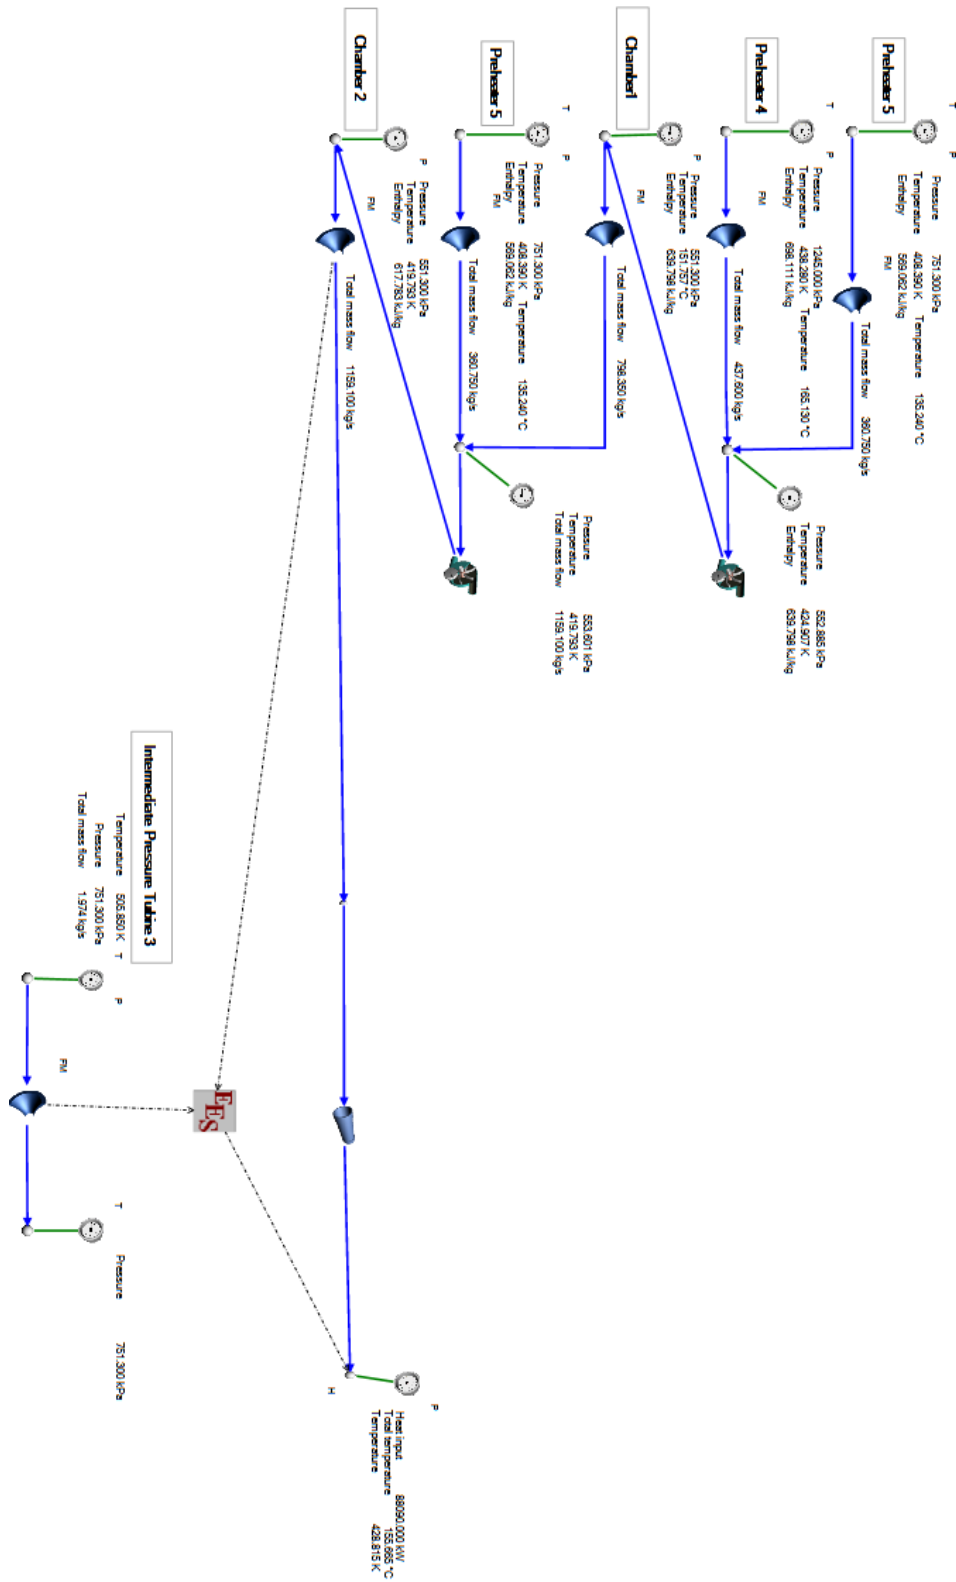 Chamber 2
P
Pressure 551.300 kPa
Temperature 419.793 K
Enthalpy 617.783 kJ/kg
FM
Total mass flow 1159.100 kg/s
Preheater 5
T
P
Pressure 751.300 kPa
Temperature 408.390 K Temperature 135.240 °C
Enthalpy 569.062 kJ/kg
FM
Total mass flow 360.750 kg/s
Pressure 553.601 kPa
Temperature 419.793 K
Total mass flow 1159.100 kg/s
Chamber1
P
Pressure 551.300 kPa
Temperature 151.757 °C
Enthalpy 639.798 kJ/kg
FM
Total mass flow 798.350 kg/s
Preheater 4
T
P
Pressure 1245.000 kPa
Temperature 438.280 K Temperature 165.130 °C
Enthalpy 698.111 kJ/kg
FM
Total mass flow 437.600 kg/s
Pressure 552.885 kPa
Temperature 424.907 K
Enthalpy 639.798 kJ/kg
Preheater 5
T
P
Pressure 751.300 kPa
Temperature 408.390 K Temperature 135.240 °C
Enthalpy 569.062 kJ/kg
FM
Total mass flow 360.750 kg/s
Intermediate Pressure Tubine 3
Temperature 505.850 K T
Pressure 751.300 kPa
Total mass flow 1.974 kg/s
P
FM
EES
T
Pressure 751.300 kPa
H
P
Heat input 88090.000 kW
Total temperature 155.665 °C
Temperature 428.815 K